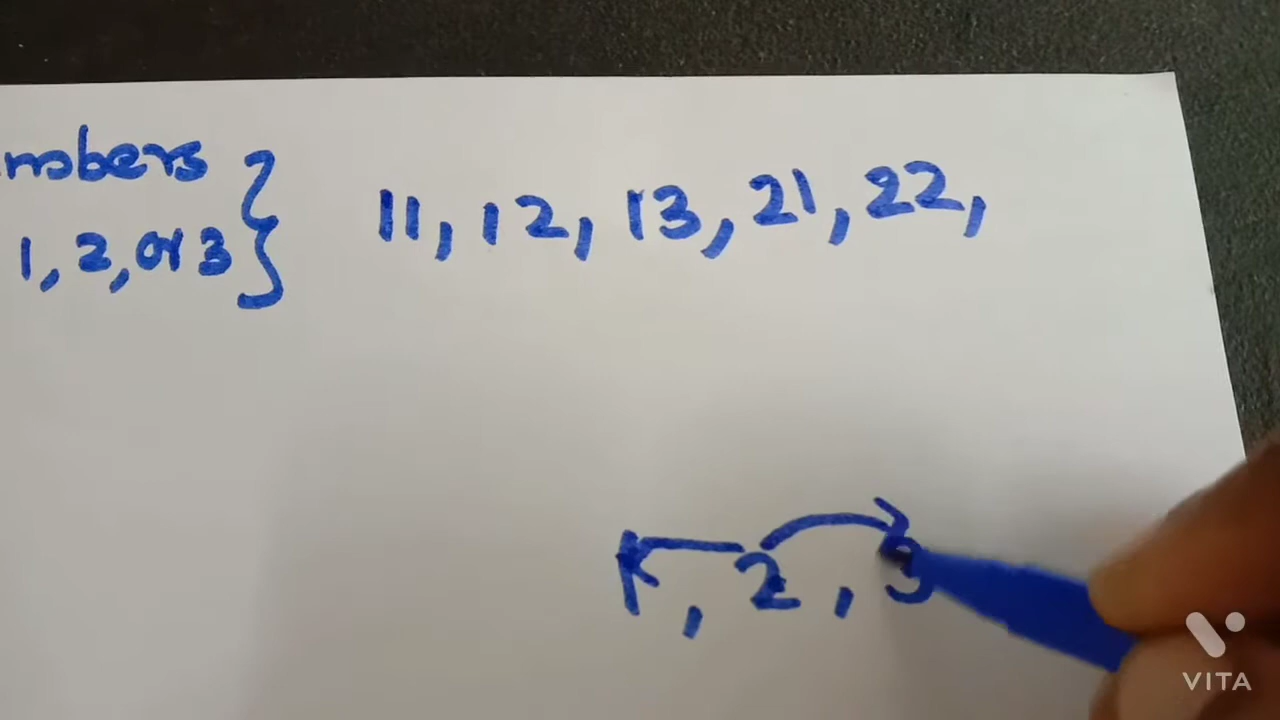 mbers
1, 2, or 3 }
11, 12, 13, 21, 22,
1, 2, 3
VITA